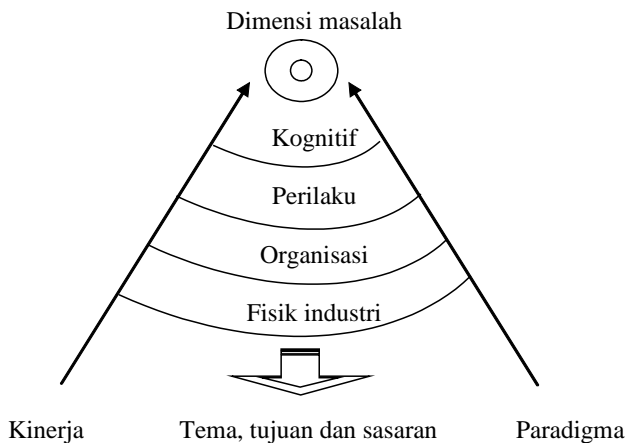 Dimensi masalah
Kognitif
Perilaku
Organisasi
Fisik industri
Kinerja Tema, tujuan dan sasaran Paradigma